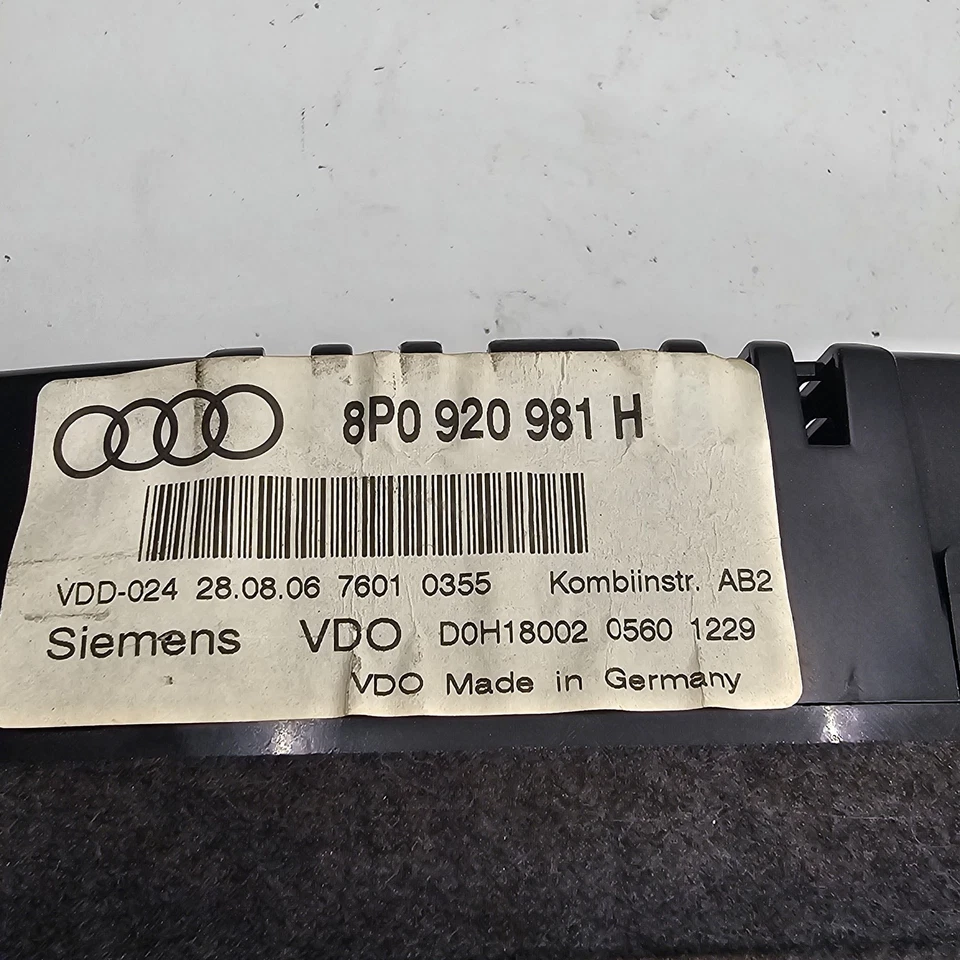 8P0 920 981 H
VDD-024 28.08.06 7601 0355 Kombiinstr. AB2
Siemens VDO D0H18002 0560 1229
VDO Made in Germany